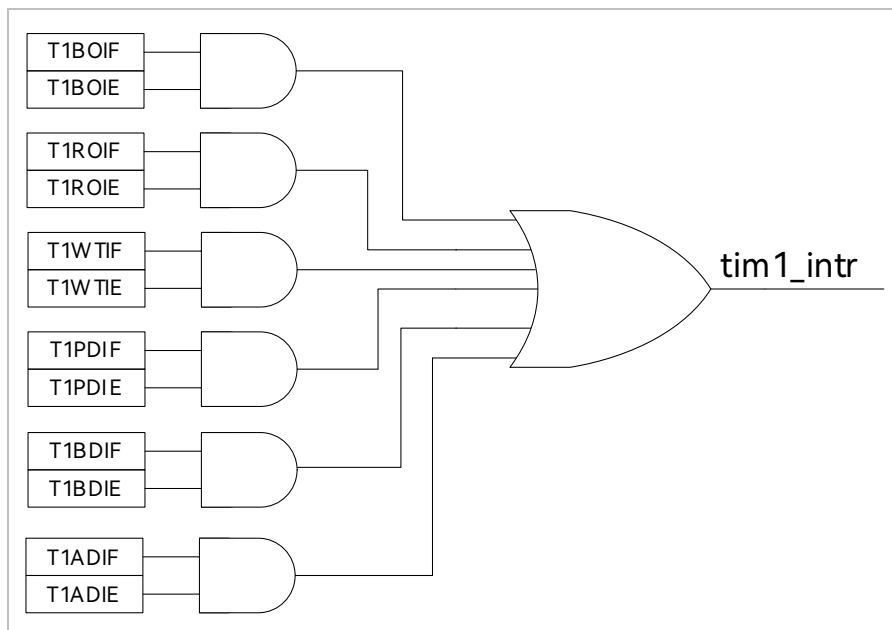 T1BOIF
T1BOIE
T1ROIF
T1ROIE
T1WTIF
T1WTIE
tim1_intr
T1PDIF
T1PDIE
T1BDIF
T1BDIE
T1ADIF
T1ADIE